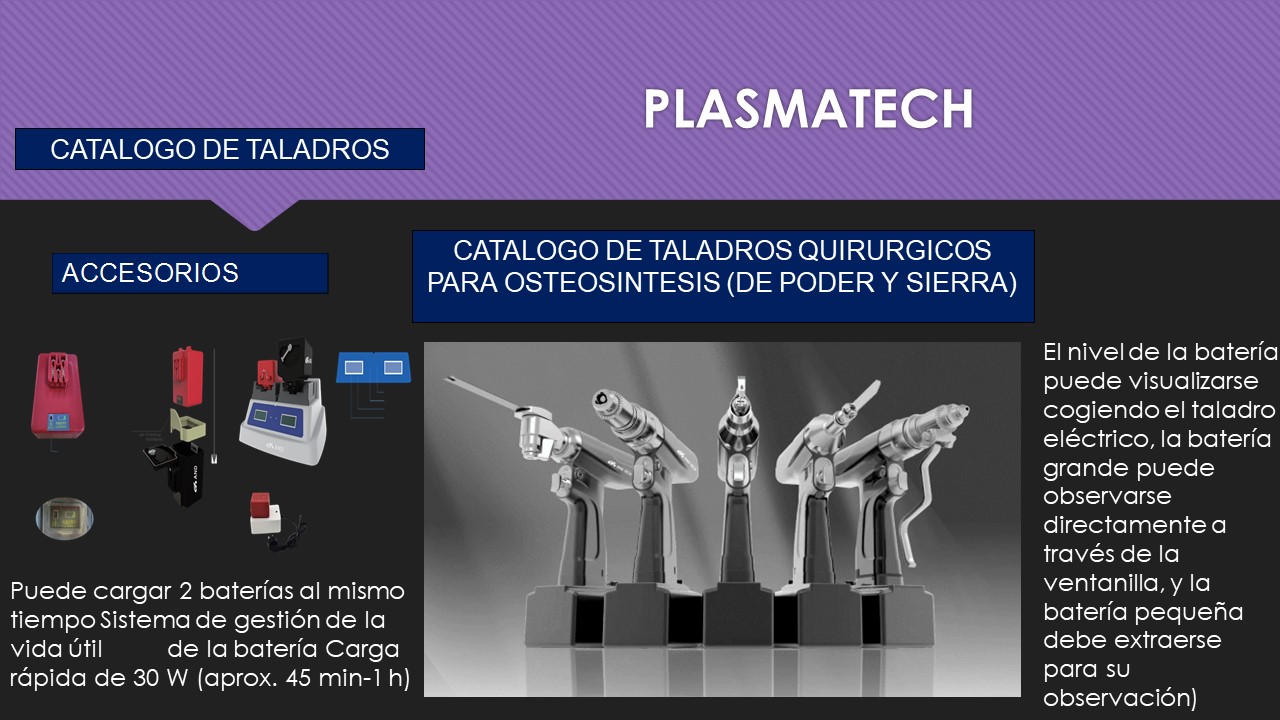 PLASMATECH
CATALOGO DE TALADROS
ACCESORIOS
CATALOGO DE TALADROS QUIRURGICOS
PARA OSTEOSINTESIS (DE PODER Y SIERRA)
Puede cargar 2 baterías al mismo
tiempo Sistema de gestión de la
vida útil de la batería Carga
rápida de 30 W (aprox. 45 min-1 h)
El nivel de la batería
puede visualizarse
cogiendo el taladro
eléctrico, la batería
grande puede
observarse
directamente a
través de la
ventanilla, y la
batería pequeña
debe extraerse
para su
observación)